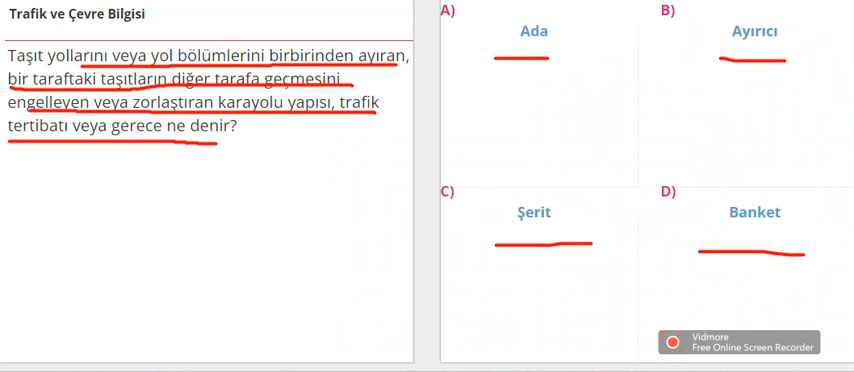 Trafik ve Çevre Bilgisi
Taşıt yollarını veya yol bölümlerini birbirinden ayıran,
bir taraftaki taşıtların diğer tarafa geçmesini
engelleyen veya zorlaştıran karayolu yapısı, trafik
tertibatı veya gerece ne denir?
A)
Ada
B)
Ayırıcı
C)
Şerit
D)
Banket
Vidmore
Free Online Screen Recorder